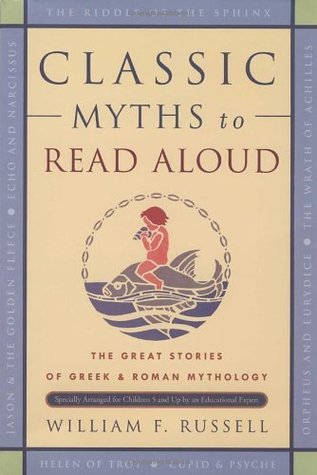 THE RIDDLE OF THE SPHINX
CLASSIC
MYTHS to
READ ALOUD
THE GREAT STORIES
OF GREEK & ROMAN MYTHOLOGY
Specially Arranged for Children 5 and Up by an Educational Expert
WILLIAM F. RUSSELL
JASON & THE GOLDEN FLEECE • ECHO AND NARCISSUS
ORPHEUS AND EURYDICE • THE WRATH OF ACHILLES
HELEN OF TROY • CUPID & PSYCHE